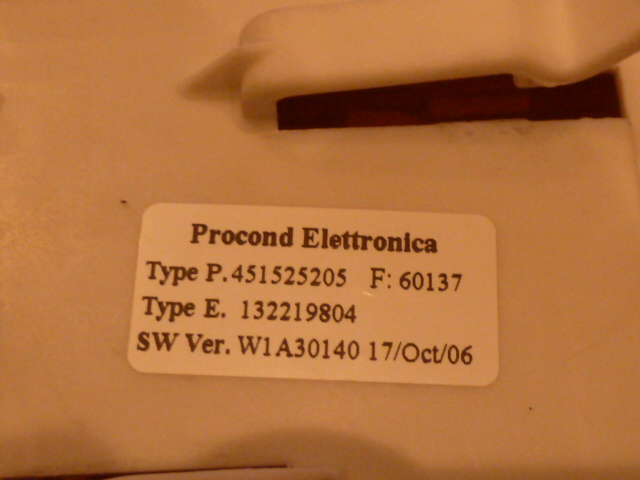 Procond Elettronica
Type P. 451525205 F: 60137
Type E. 132219804
SW Ver. W1A30140 17/Oct/06